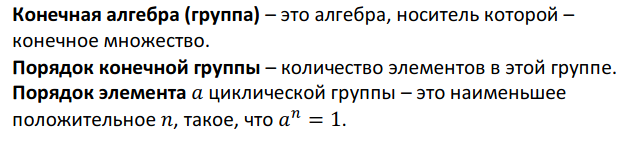 Конечная алгебра (группа) – это алгебра, носитель которой –
конечное множество.
Порядок конечной группы – количество элементов в этой группе.
Порядок элемента 𝑎 циклической группы – это наименьшее
положительное 𝑛, такое, что 𝑎ⁿ = 1.